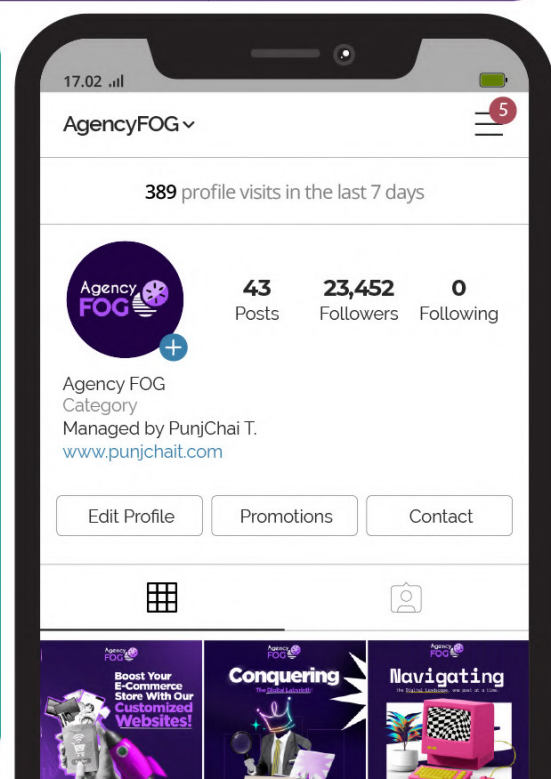 17.02
AgencyFOG
5
389 profile visits in the last 7 days
Agency
FOG
43
Posts
23,452
Followers
0
Following
Agency FOG
Category
Managed by PunjChai T.
www.punjchait.com
Edit Profile
Promotions
Contact
Agency
FOG
Boost Your
E-Commerce
Store With Our
Customized
Websites!
Agency
FOG
Conquering
The Digital Labyrinth!
Agency
FOG
Navigating
the Digital Landscape, one pixel at a time.